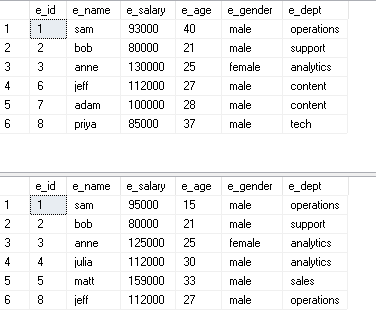 e_id e_name e_salary e_age e_gender e_dept
1 1 sam 93000 40 male operations
2 2 bob 80000 21 male support
3 3 anne 130000 25 female analytics
4 6 jeff 112000 27 male content
5 7 adam 100000 28 male content
6 8 priya 85000 37 male tech
e_id e_name e_salary e_age e_gender e_dept
1 1 sam 95000 15 male operations
2 2 bob 80000 21 male support
3 3 anne 125000 25 female analytics
4 4 julia 112000 30 male analytics
5 5 matt 159000 33 male sales
6 8 jeff 112000 27 male operations